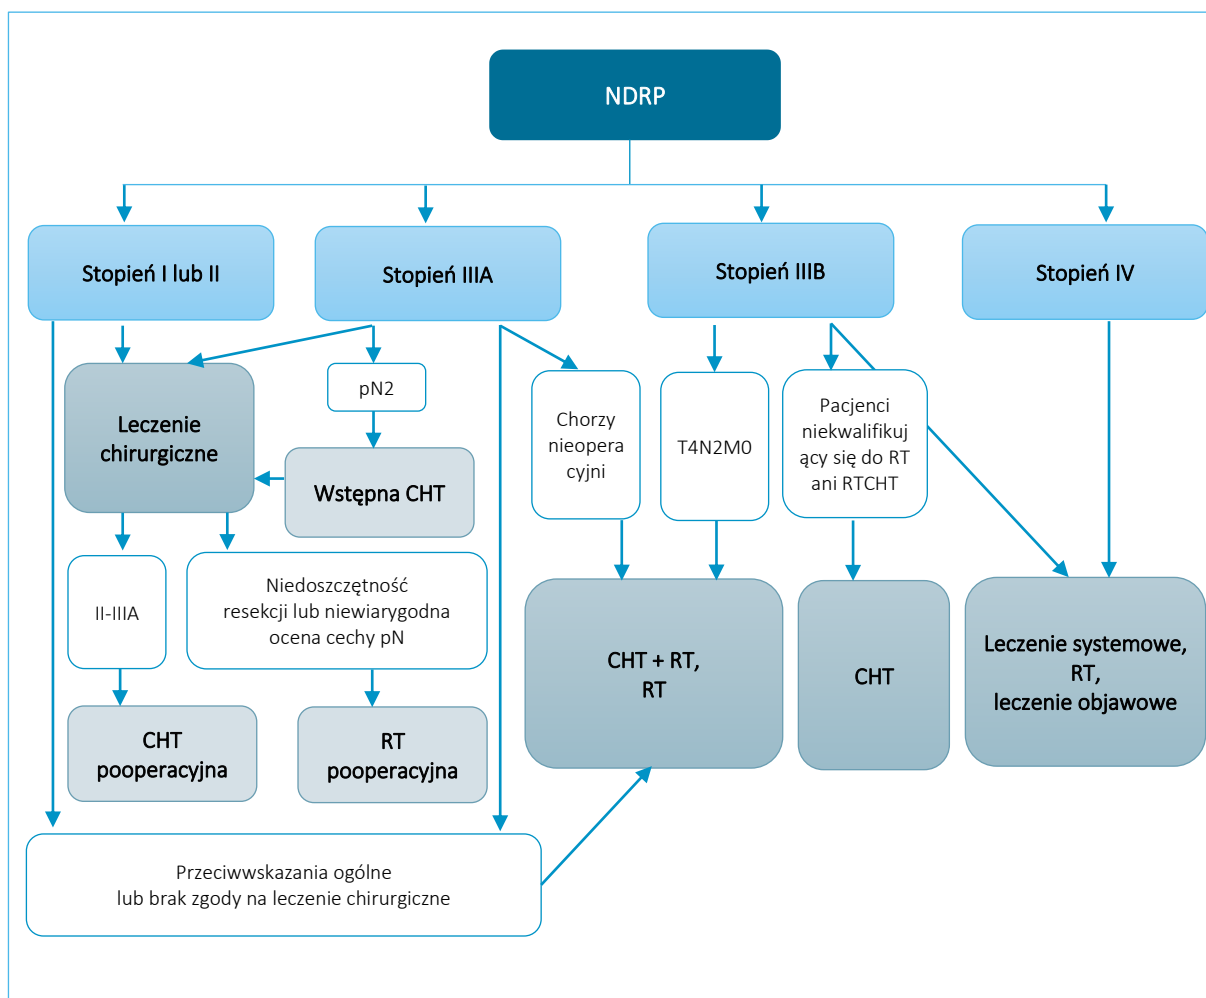 NDRP
Stopień I lub II
Stopień IIIA
Stopień IIIB
Stopień IV
Leczenie
chirurgiczne
pN2
Wstępna CHT
Chorzy
nieopera
cyjni
T4N2M0
Pacjenci
niekwalifikuj
ący się do RT
ani RTCHT
II-IIIA
Niedoszczętność
resekcji lub niewiarygodna
ocena cechy pN
CHT + RT,
RT
CHT
Leczenie systemowe,
RT,
leczenie objawowe
CHT
pooperacyjna
RT
pooperacyjna
Przeciwwskazania ogólne
lub brak zgody na leczenie chirurgiczne